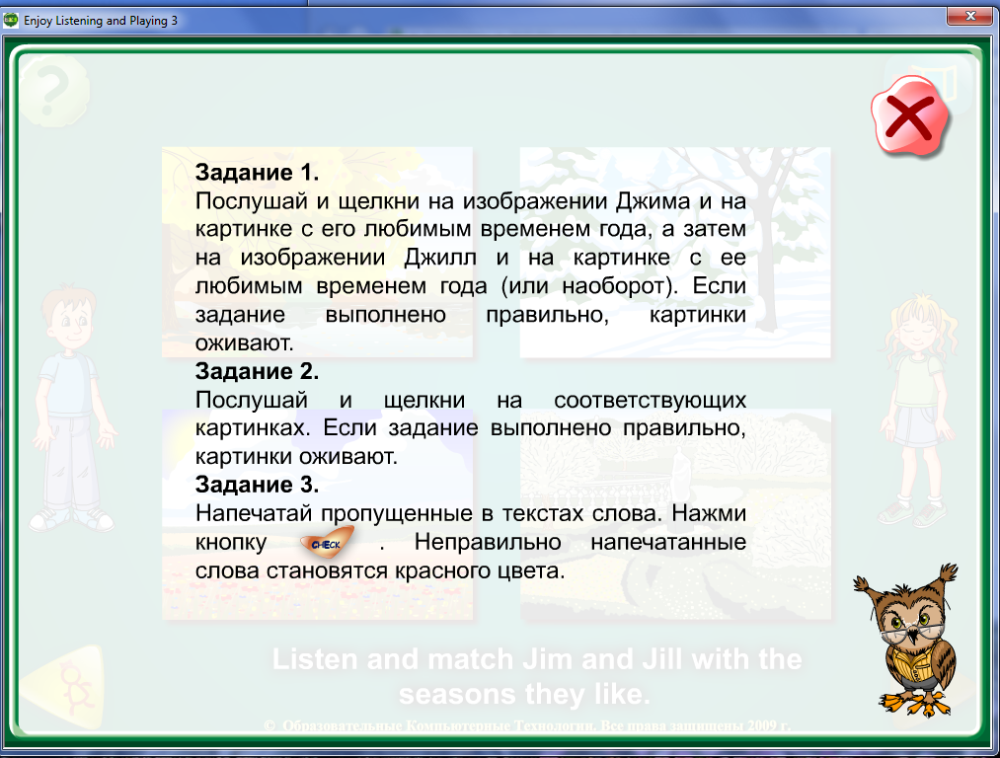 Enjoy Listening and Playing 3
Задание 1.
Послушай и щелкни на изображении Джима и на
картинке с его любимым временем года, а затем
на изображении Джилл и на картинке с ее
любимым временем года (или наоборот). Если
задание выполнено правильно, картинки
оживают.
Задание 2.
Послушай и щелкни на соответствующих
картинках. Если задание выполнено правильно,
картинки оживают.
Задание 3.
Напечатай пропущенные в текстах слова. Нажми
кнопку CHECK . Неправильно напечатанные
слова становятся красного цвета.
Listen and match Jim and Jill with the
seasons they like.
© Образовательные Компьютерные Технологии. Все права защищены 2009 г.